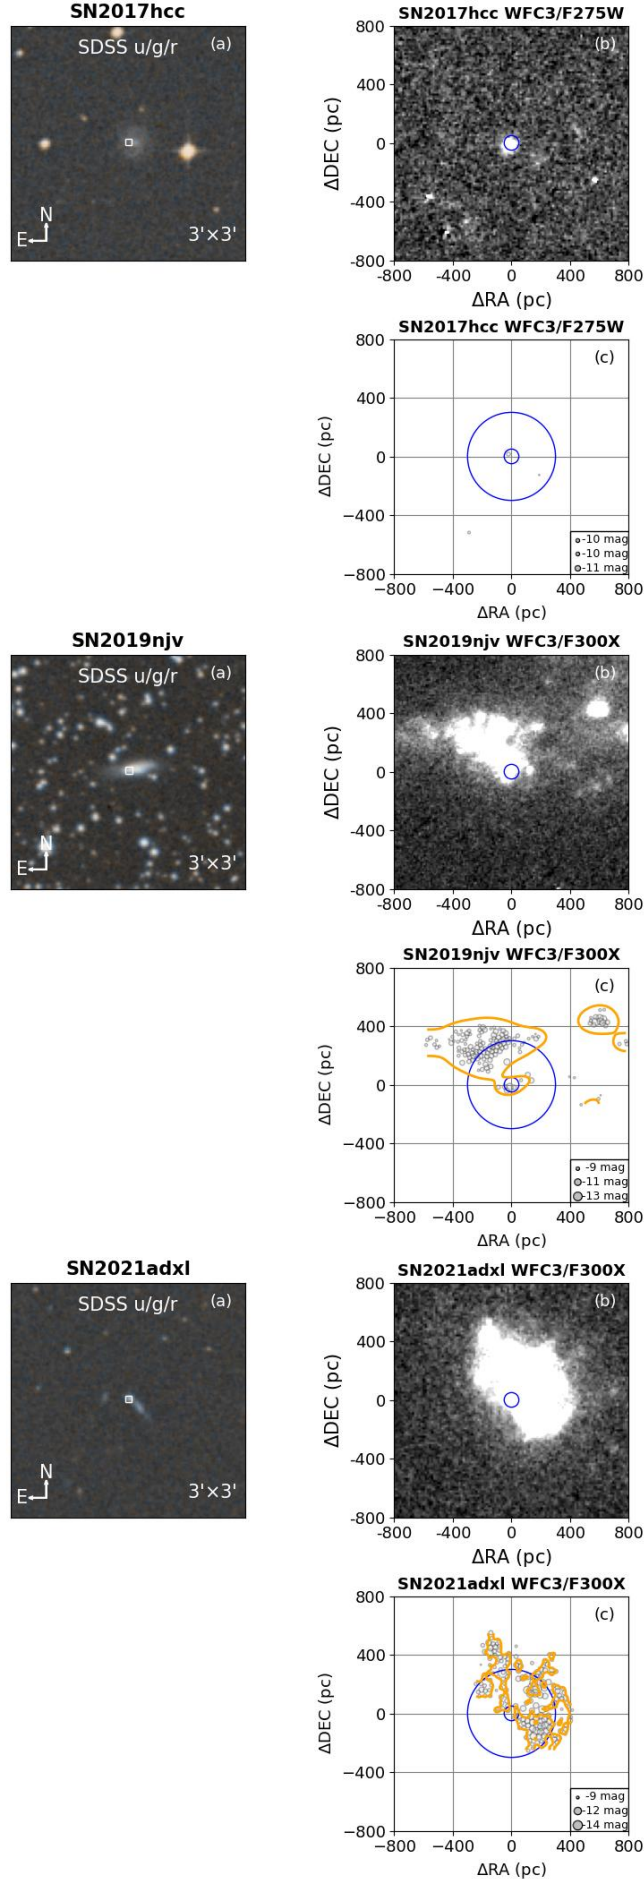 SN2017hcc
SDSS u/g/r (a)
N
E
3'×3'
SN2017hcc WFC3/F275W
(b)
800
400
0
-400
-800
ΔDEC (pc)
-800 -400 0 400 800
ΔRA (pc)
SN2017hcc WFC3/F275W
(c)
800
400
0
−400
−800
ΔDEC (pc)
-10 mag
-10 mag
-11 mag
−800 −400 0 400 800
ΔRA (pc)
SN2019njv
SDSS u/g/r (a)
N
E
3'×3'
SN2019njv WFC3/F300X
(b)
800
400
0
-400
-800
ΔDEC (pc)
-800 -400 0 400 800
ΔRA (pc)
SN2019njv WFC3/F300X
(c)
800
400
0
−400
−800
ΔDEC (pc)
-9 mag
-11 mag
-13 mag
−800 −400 0 400 800
ΔRA (pc)
SN2021adxl
SDSS u/g/r (a)
N
E
3'×3'
SN2021adxl WFC3/F300X
(b)
800
400
0
-400
-800
ΔDEC (pc)
-800 -400 0 400 800
ΔRA (pc)
SN2021adxl WFC3/F300X
(c)
800
400
0
−400
−800
ΔDEC (pc)
-9 mag
-12 mag
-14 mag
−800 −400 0 400 800
ΔRA (pc)